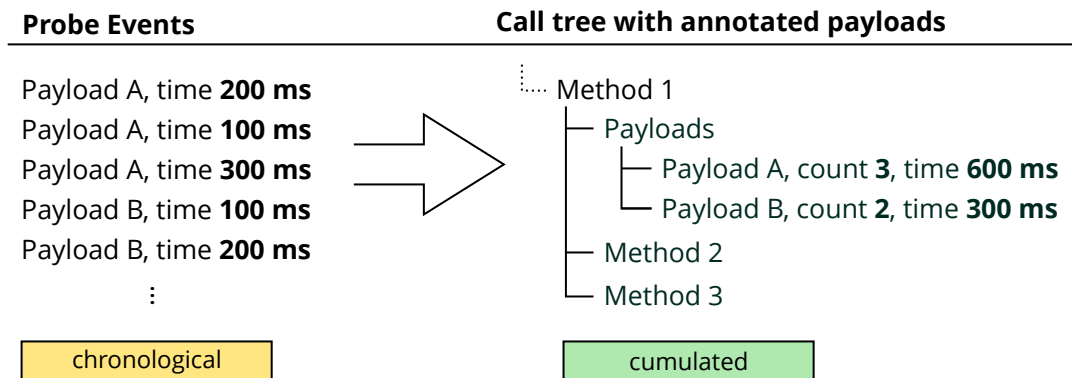 Probe Events
Call tree with annotated payloads
Payload A, time 200 ms
Payload A, time 100 ms
Payload A, time 300 ms
Payload B, time 100 ms
Payload B, time 200 ms
Method 1
Payloads
Payload A, count 3, time 600 ms
Payload B, count 2, time 300 ms
Method 2
Method 3
chronological
cumulated